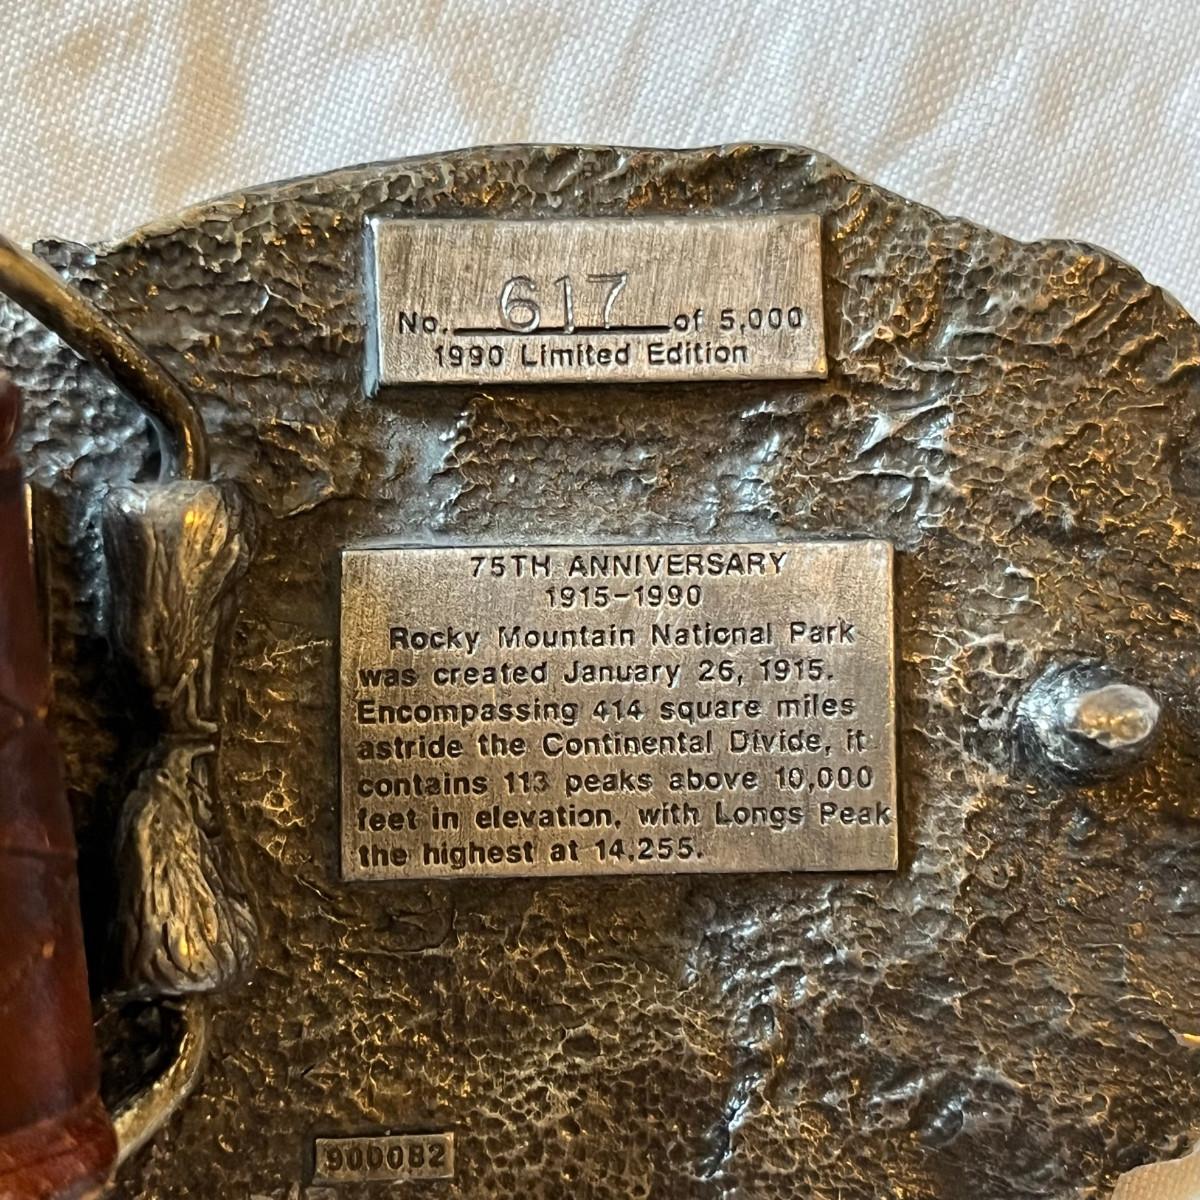 No. 617 of 5,000
1990 Limited Edition
75TH ANNIVERSARY
1915-1990
Rocky Mountain National Park
was created January 26, 1915.
Encompassing 414 square miles
astride the Continental Divide, it
contains 113 peaks above 10,000
feet in elevation, with Longs Peak
the highest at 14,255.
900082